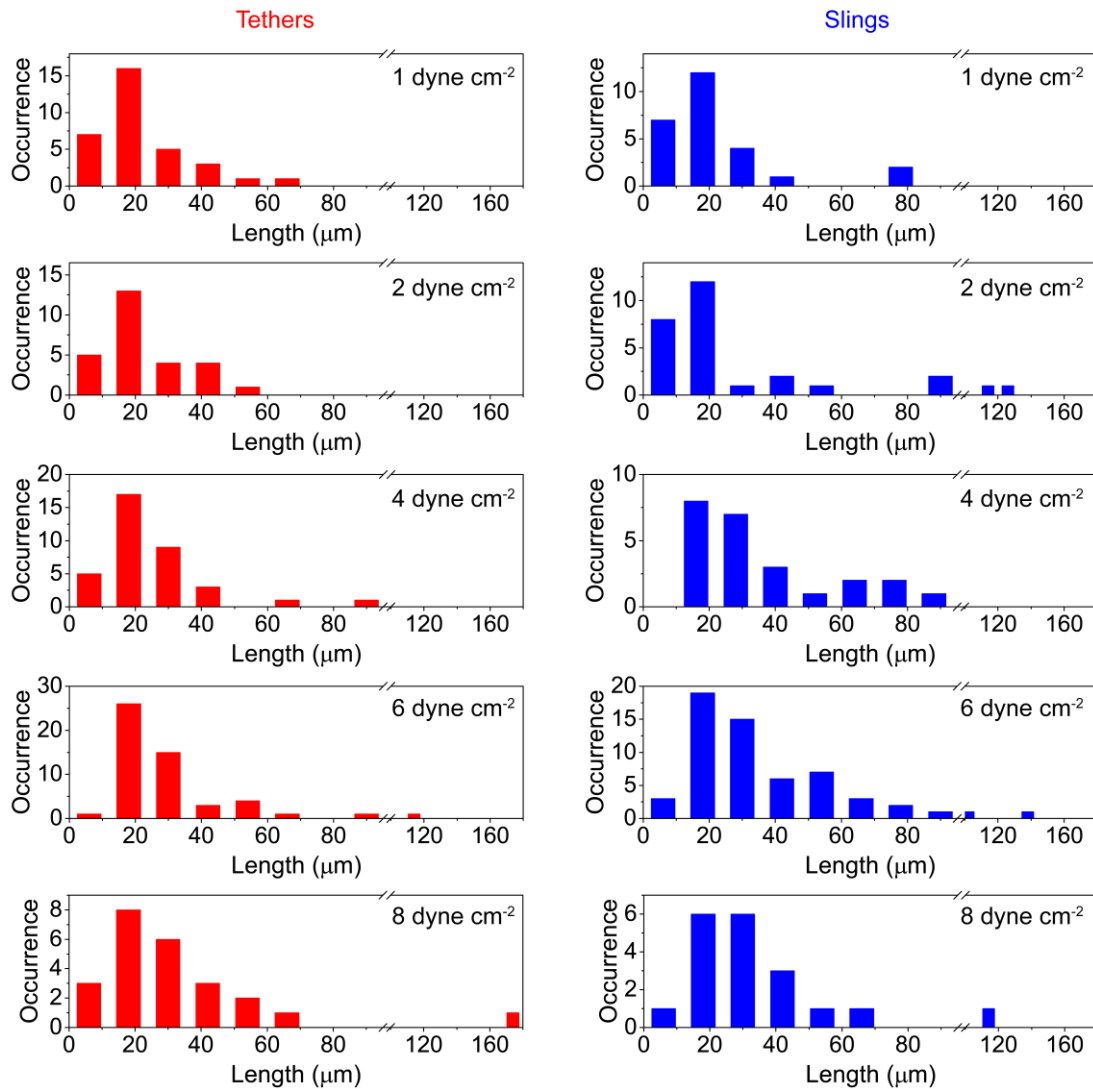 Tethers
Slings
1 dyne cm-2
15
10
5
0
Occurrence
0 20 40 60 80 120 160
Length (μm)
1 dyne cm-2
10
5
0
Occurrence
0 20 40 60 80 120 160
Length (μm)
2 dyne cm-2
15
10
5
0
Occurrence
0 20 40 60 80 120 160
Length (μm)
2 dyne cm-2
10
5
0
Occurrence
0 20 40 60 80 120 160
Length (μm)
4 dyne cm-2
20
15
10
5
0
Occurrence
0 20 40 60 80 120 160
Length (μm)
4 dyne cm-2
10
5
0
Occurrence
0 20 40 60 80 120 160
Length (μm)
6 dyne cm-2
30
20
10
0
Occurrence
0 20 40 60 80 120 160
Length (μm)
6 dyne cm-2
20
15
10
5
0
Occurrence
0 20 40 60 80 120 160
Length (μm)
8 dyne cm-2
8
6
4
2
0
Occurrence
0 20 40 60 80 120 160
Length (μm)
8 dyne cm-2
6
4
2
0
Occurrence
0 20 40 60 80 120 160
Length (μm)